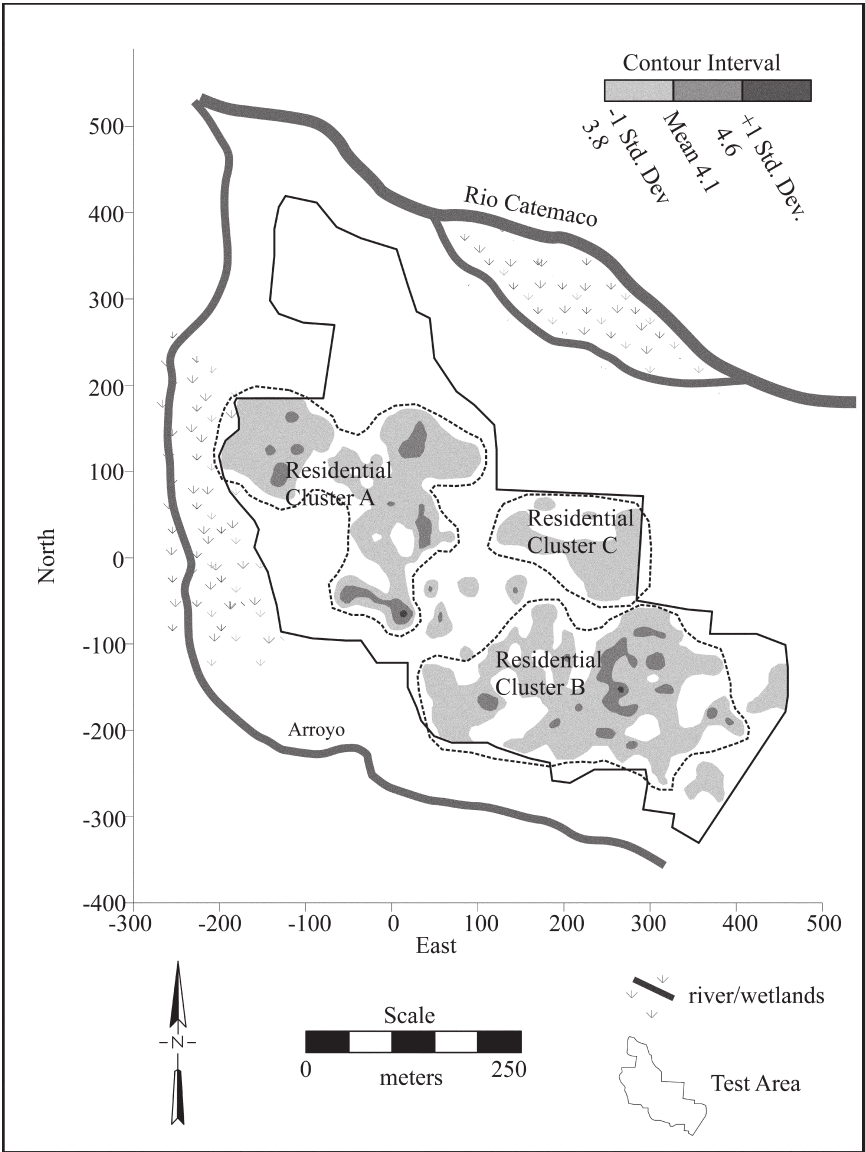 Contour Interval
-1 Std. Dev
3.8
Mean 4.1
4.6
+1 Std. Dev.
Rio Catemaco
500
400
300
200
100
0
-100
-200
-300
-400
North
Residential
Cluster A
Residential
Cluster C
Residential
Cluster B
Arroyo
-300 -200 -100 0 100 200 300 400 500
East
-N-
Scale
0 250
meters
river/wetlands
Test Area